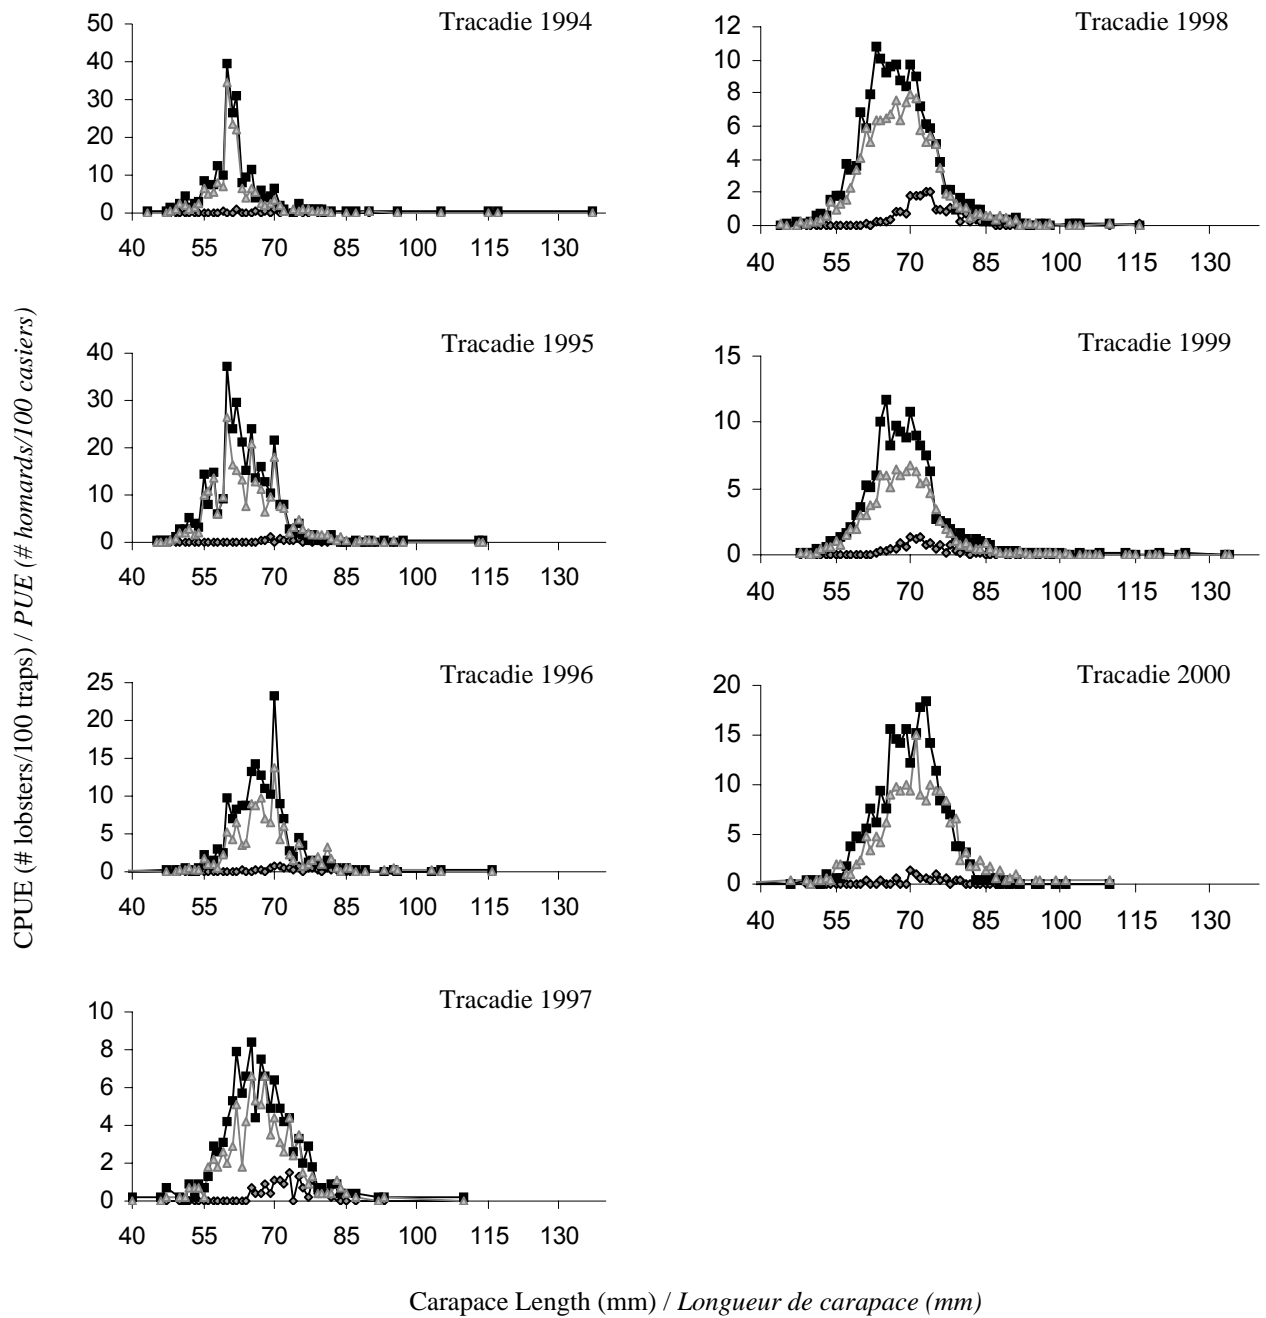 CPUE (# lobsters/100 traps) / PUE (# homards/100 casiers)
Tracadie 1994
50
40
30
20
10
0
40 55 70 85 100 115 130
Tracadie 1995
40
30
20
10
0
40 55 70 85 100 115 130
Tracadie 1996
25
20
15
10
5
0
40 55 70 85 100 115 130
Tracadie 1997
10
8
6
4
2
0
40 55 70 85 100 115 130
Tracadie 1998
12
10
8
6
4
2
0
40 55 70 85 100 115 130
Tracadie 1999
15
10
5
0
40 55 70 85 100 115 130
Tracadie 2000
20
15
10
5
0
40 55 70 85 100 115 130
Carapace Length (mm) / Longueur de carapace (mm)